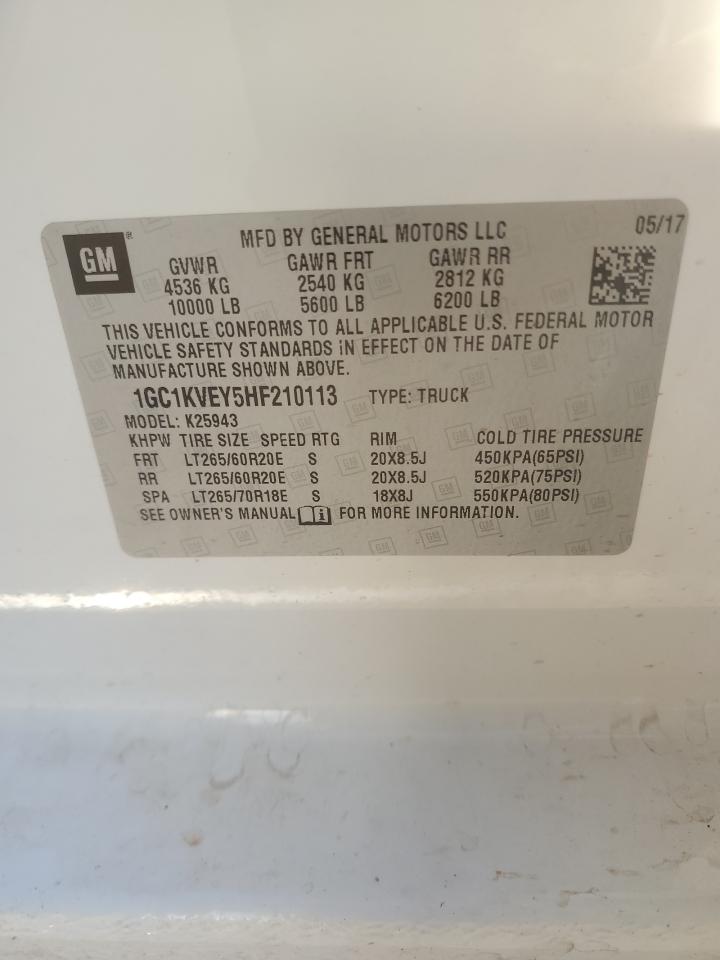 GM ®
MFD BY GENERAL MOTORS LLC 05/17
GVWR GAWR FRT GAWR RR
4536 KG 2540 KG 2812 KG
10000 LB 5600 LB 6200 LB
THIS VEHICLE CONFORMS TO ALL APPLICABLE U.S. FEDERAL MOTOR
VEHICLE SAFETY STANDARDS IN EFFECT ON THE DATE OF
MANUFACTURE SHOWN ABOVE.
1GC1KVEY5HF210113 TYPE: TRUCK
MODEL: K25943
KHPW TIRE SIZE SPEED RTG RIM COLD TIRE PRESSURE
FRT LT265/60R20E S 20X8.5J 450KPA(65PSI)
RR LT265/60R20E S 20X8.5J 520KPA(75PSI)
SPA LT265/70R18E S 18X8J 550KPA(80PSI)
SEE OWNER'S MANUAL FOR MORE INFORMATION.